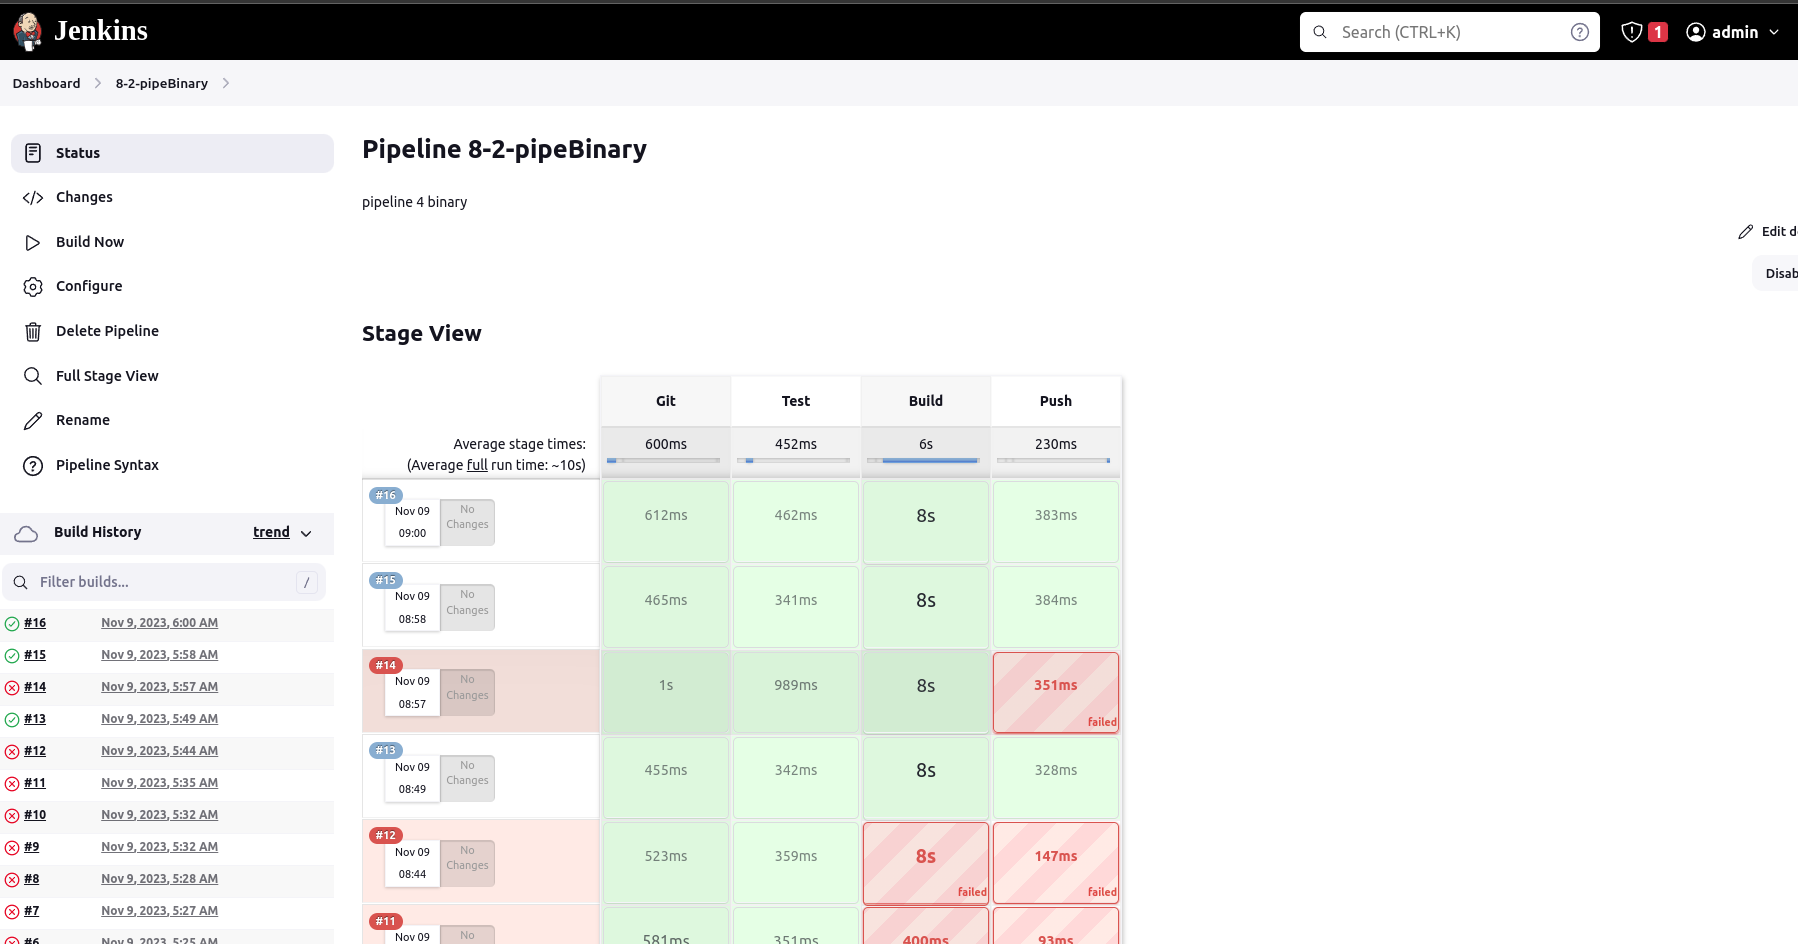 Jenkins
Search (CTRL+K)
1
admin
Dashboard
8-2-pipeBinary
Status
Changes
Build Now
Configure
Delete Pipeline
Full Stage View
Rename
Pipeline Syntax
Build History
trend
Filter builds...
/
#16 Nov 9, 2023, 6:00 AM
#15 Nov 9, 2023, 5:58 AM
#14 Nov 9, 2023, 5:57 AM
#13 Nov 9, 2023, 5:49 AM
#12 Nov 9, 2023, 5:44 AM
#11 Nov 9, 2023, 5:35 AM
#10 Nov 9, 2023, 5:32 AM
#9 Nov 9, 2023, 5:32 AM
#8 Nov 9, 2023, 5:28 AM
#7 Nov 9, 2023, 5:27 AM
#6 Nov 9, 2023, 5:25 AM
Pipeline 8-2-pipeBinary
pipeline 4 binary
Edit d
Disab
Stage View
Git Test Build Push
Average stage times:
(Average full run time: ~10s)
600ms 452ms 6s 230ms
#16
Nov 09
09:00
No
Changes
612ms 462ms 8s 383ms
#15
Nov 09
08:58
No
Changes
465ms 341ms 8s 384ms
#14
Nov 09
08:57
No
Changes
1s 989ms 8s 351ms
failed
#13
Nov 09
08:49
No
Changes
455ms 342ms 8s 328ms
#12
Nov 09
08:44
No
Changes
523ms 359ms 8s 147ms
failed failed
#11
Nov 09
No
581ms 351ms 400ms 93ms